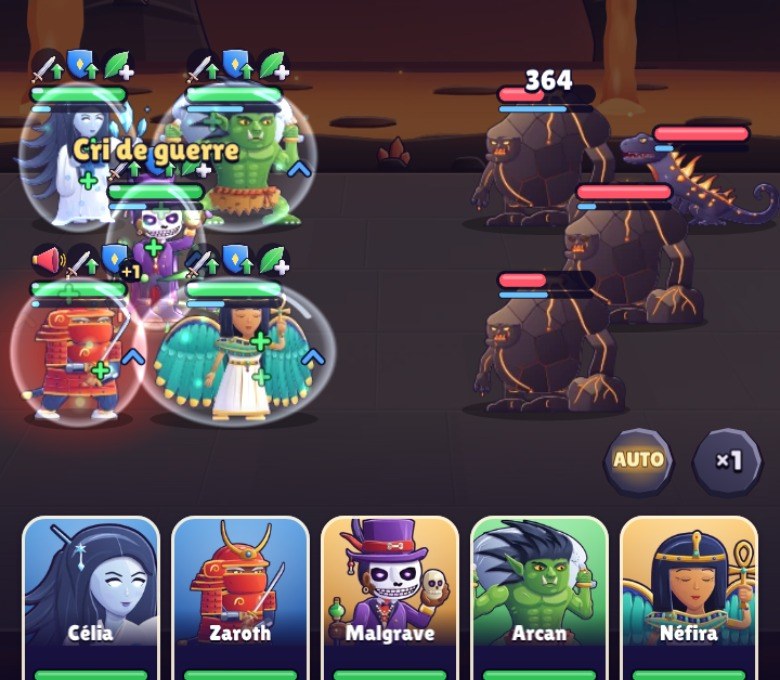 364
Cri de guerre
+1
AUTO
×1
Célia
Zaroth
Malgrave
Arcan
Néfira